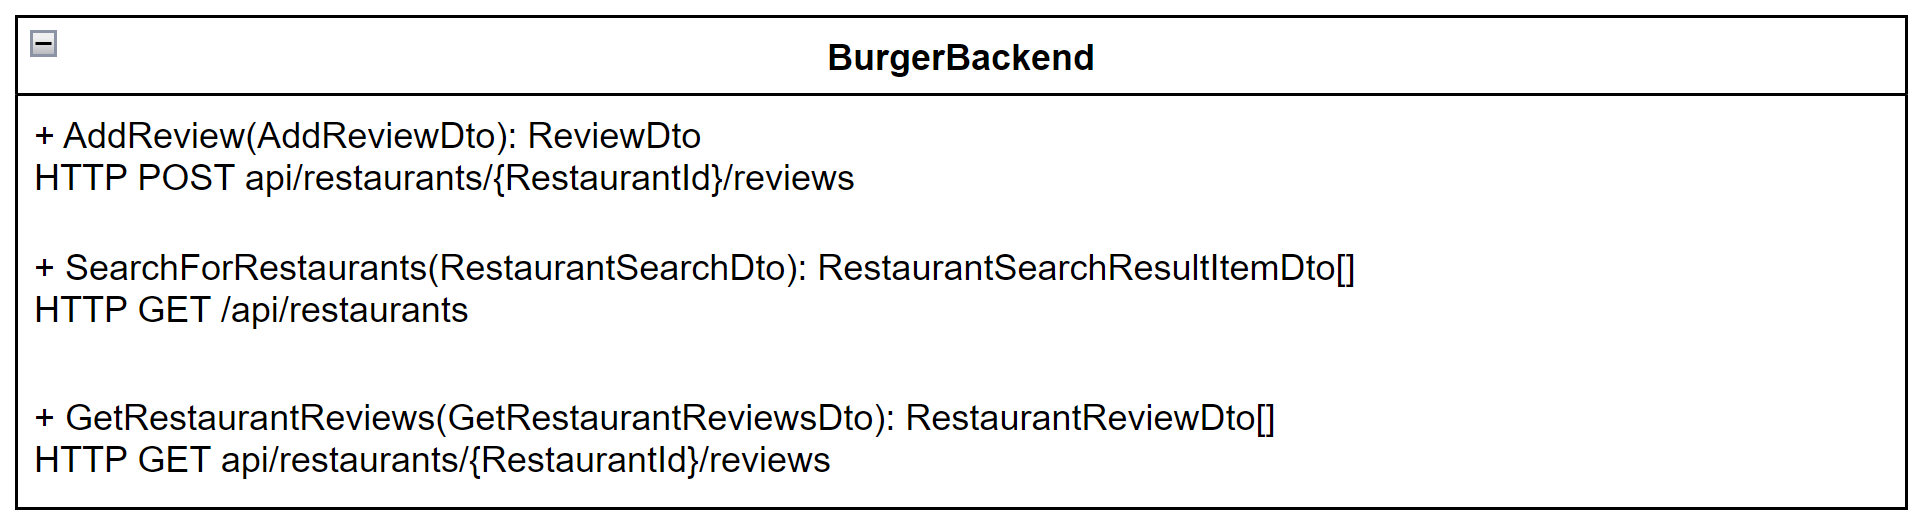 BurgerBackend
+ AddReview(AddReviewDto): ReviewDto
HTTP POST api/restaurants/{RestaurantId}/reviews
+ SearchForRestaurants(RestaurantSearchDto): RestaurantSearchResultItemDto[]
HTTP GET /api/restaurants
+ GetRestaurantReviews(GetRestaurantReviewsDto): RestaurantReviewDto[]
HTTP GET api/restaurants/{RestaurantId}/reviews